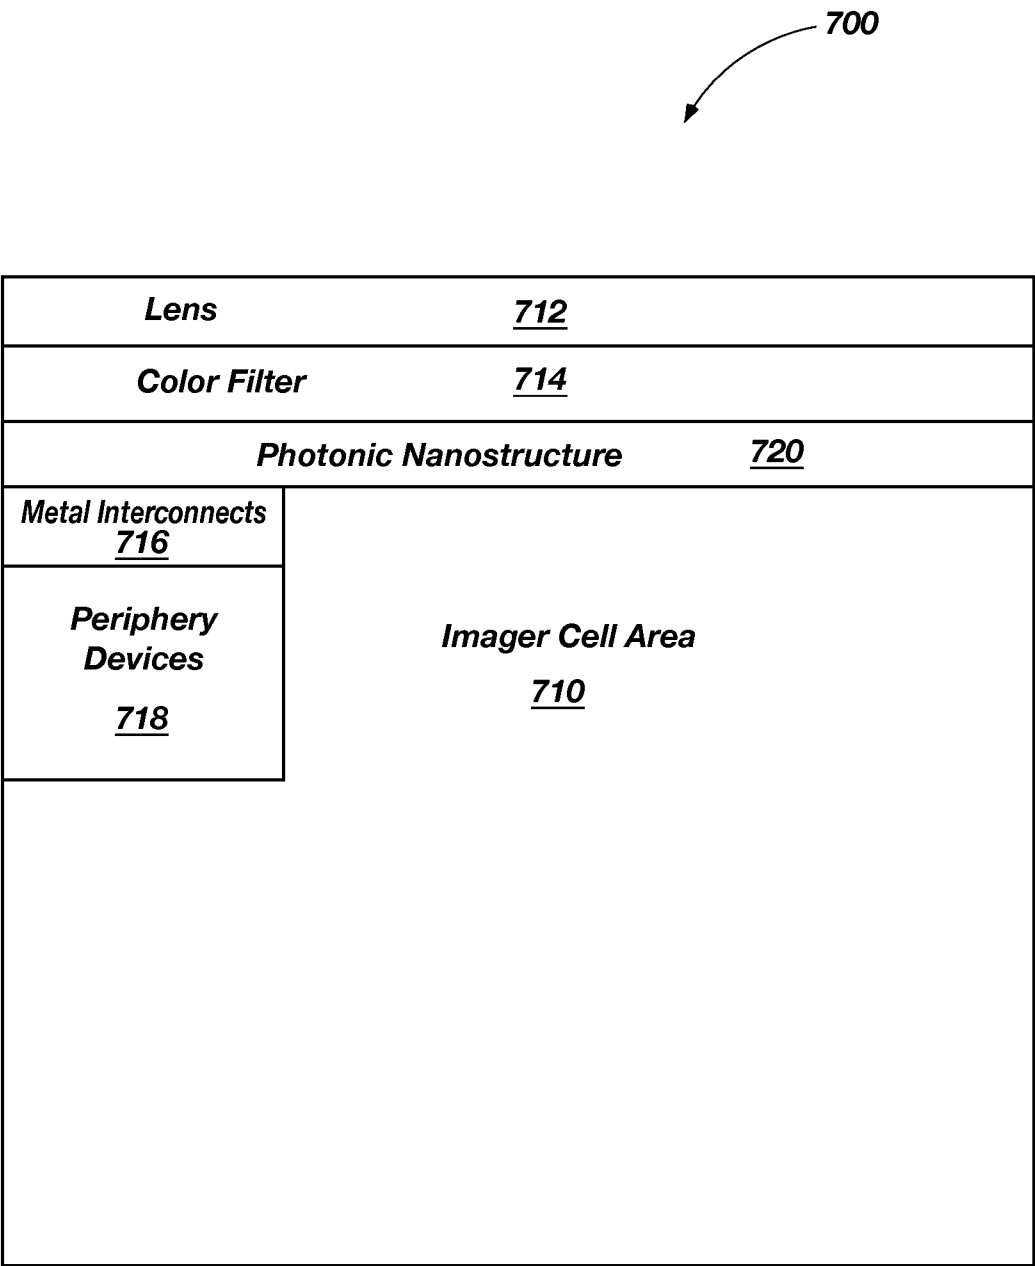 700
Lens 712
Color Filter 714
Photonic Nanostructure 720
Metal Interconnects
716
Periphery
Devices
718
Imager Cell Area
710